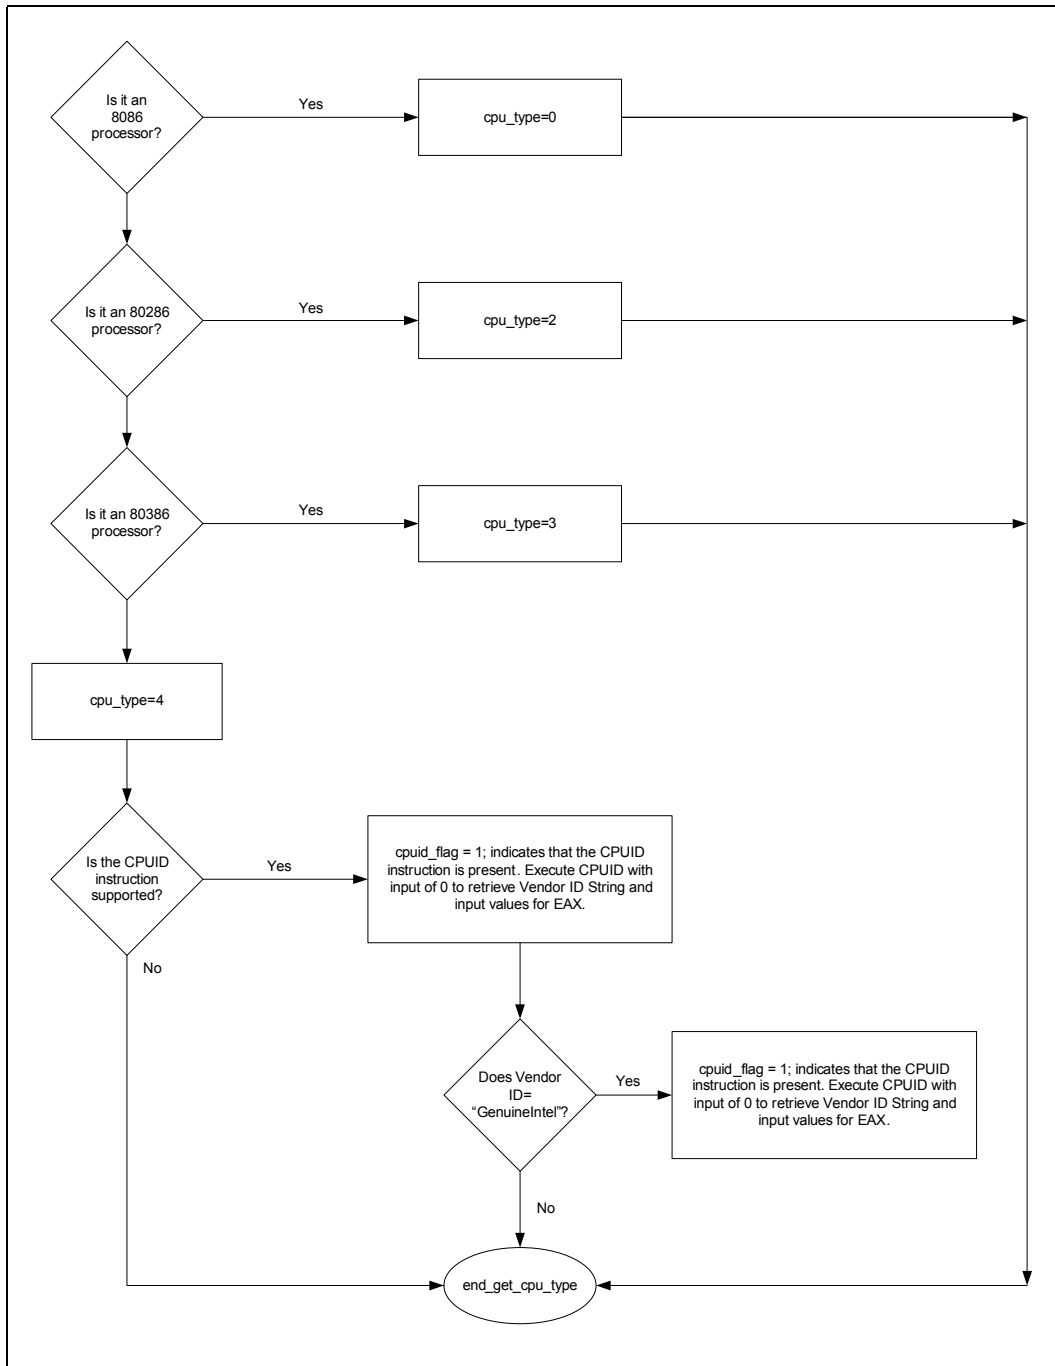 Is it an
8086
processor?
Yes
cpu_type=0
Is it an 80286
processor?
Yes
cpu_type=2
Is it an 80386
processor?
Yes
cpu_type=3
cpu_type=4
Is the CPUID
instruction
supported?
Yes
cpuid_flag = 1; indicates that the CPUID
instruction is present. Execute CPUID with
input of 0 to retrieve Vendor ID String and
input values for EAX.
No
Does Vendor
ID=
“GenuineIntel”?
Yes
cpuid_flag = 1; indicates that the CPUID
instruction is present. Execute CPUID with
input of 0 to retrieve Vendor ID String and
input values for EAX.
No
end_get_cpu_type